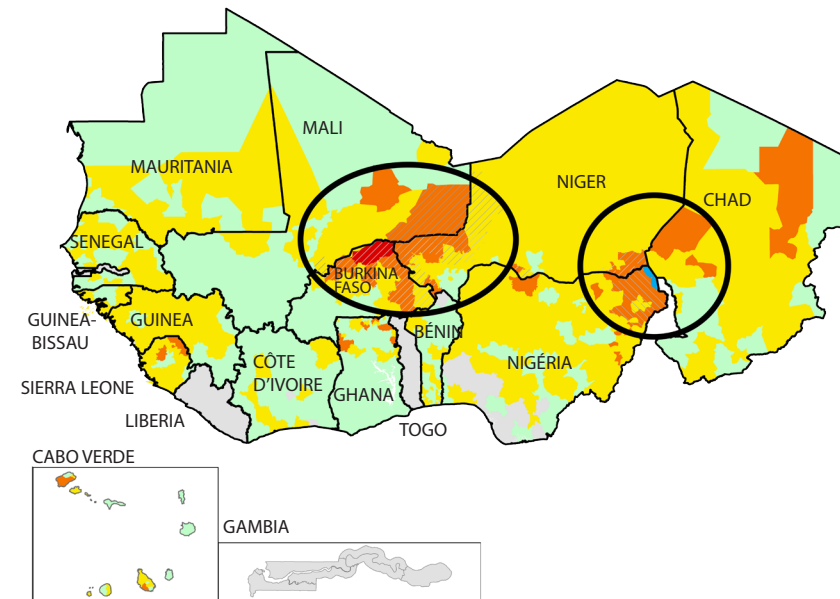 MALI
MAURITANIA
NIGER
CHAD
SENEGAL
BURKINA
FASO
GUINEA-
BISSAU
GUINEA
BÉNIN
NIGÉRIA
CÔTE
D'IVOIRE
GHANA
SIERRA LEONE
LIBERIA
TOGO
CABO VERDE
GAMBIA